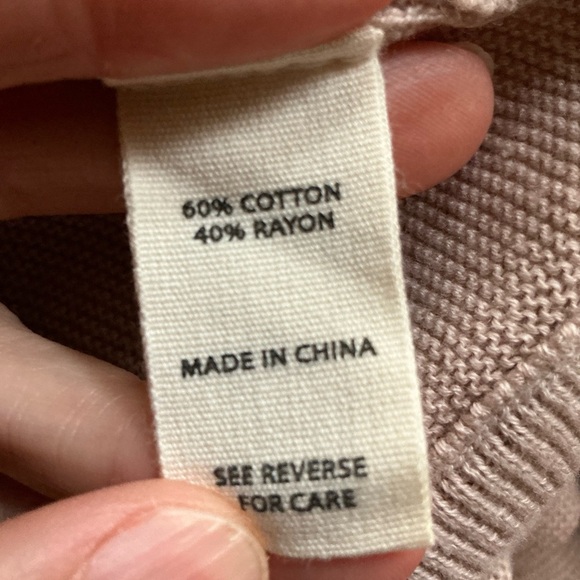 60% COTTON
40% RAYON
MADE IN CHINA
SEE REVERSE
FOR CARE